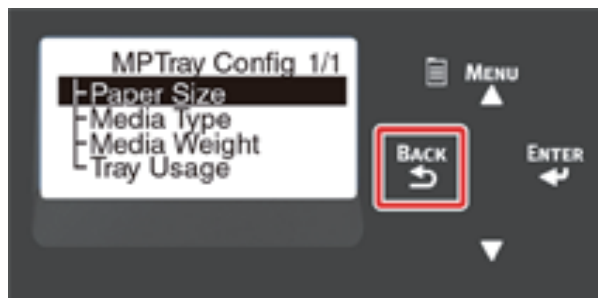 MPTray Config 1/1
Paper Size
Media Type
Media Weight
Tray Usage
MENU
BACK
ENTER